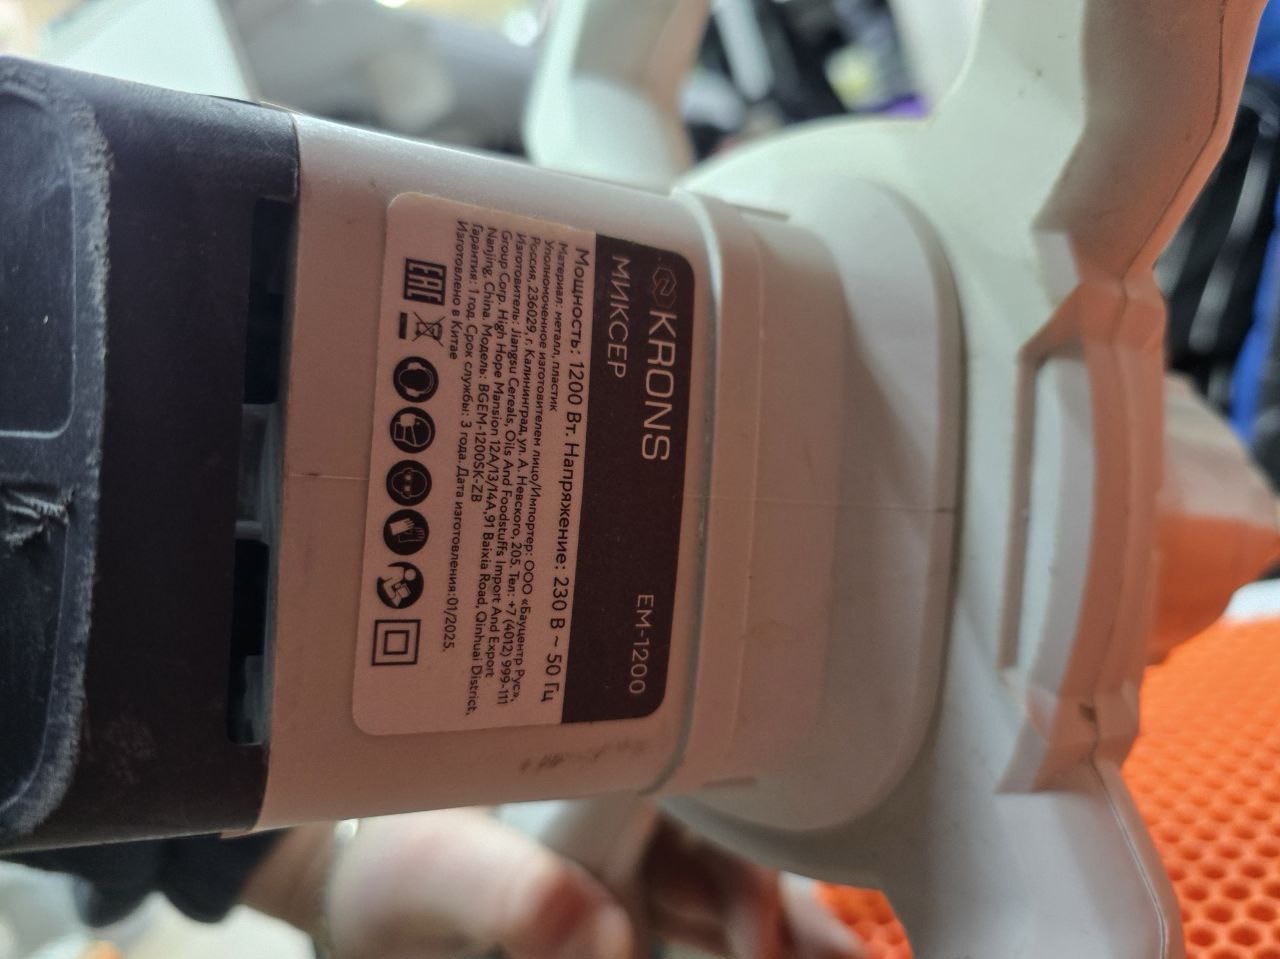 KRONS
МИКСЕР EM-1200
Мощность: 1200 Вт. Напряжение: 230 В ~ 50 Гц
Материал: металл, пластик
Уполномоченное изготовителем лицо/Импортер: ООО «Бауцентр Рус»,
Россия, 236029, г. Калининград, ул. А. Невского, 205. Тел: +7 (4012) 999-111
Изготовитель: Jiangsu Cereals, Oils And Foodstuffs Import And Export
Group Corp. High Hope Mansion 12A/13/14A,91 Baixia Road, Qinhuai District,
Nanjing, China. Модель: BGEM-1200SK-ZB
Гарантия: 1 год. Срок службы: 3 года. Дата изготовления:01/2025.
Изготовлено в Китае
EAC